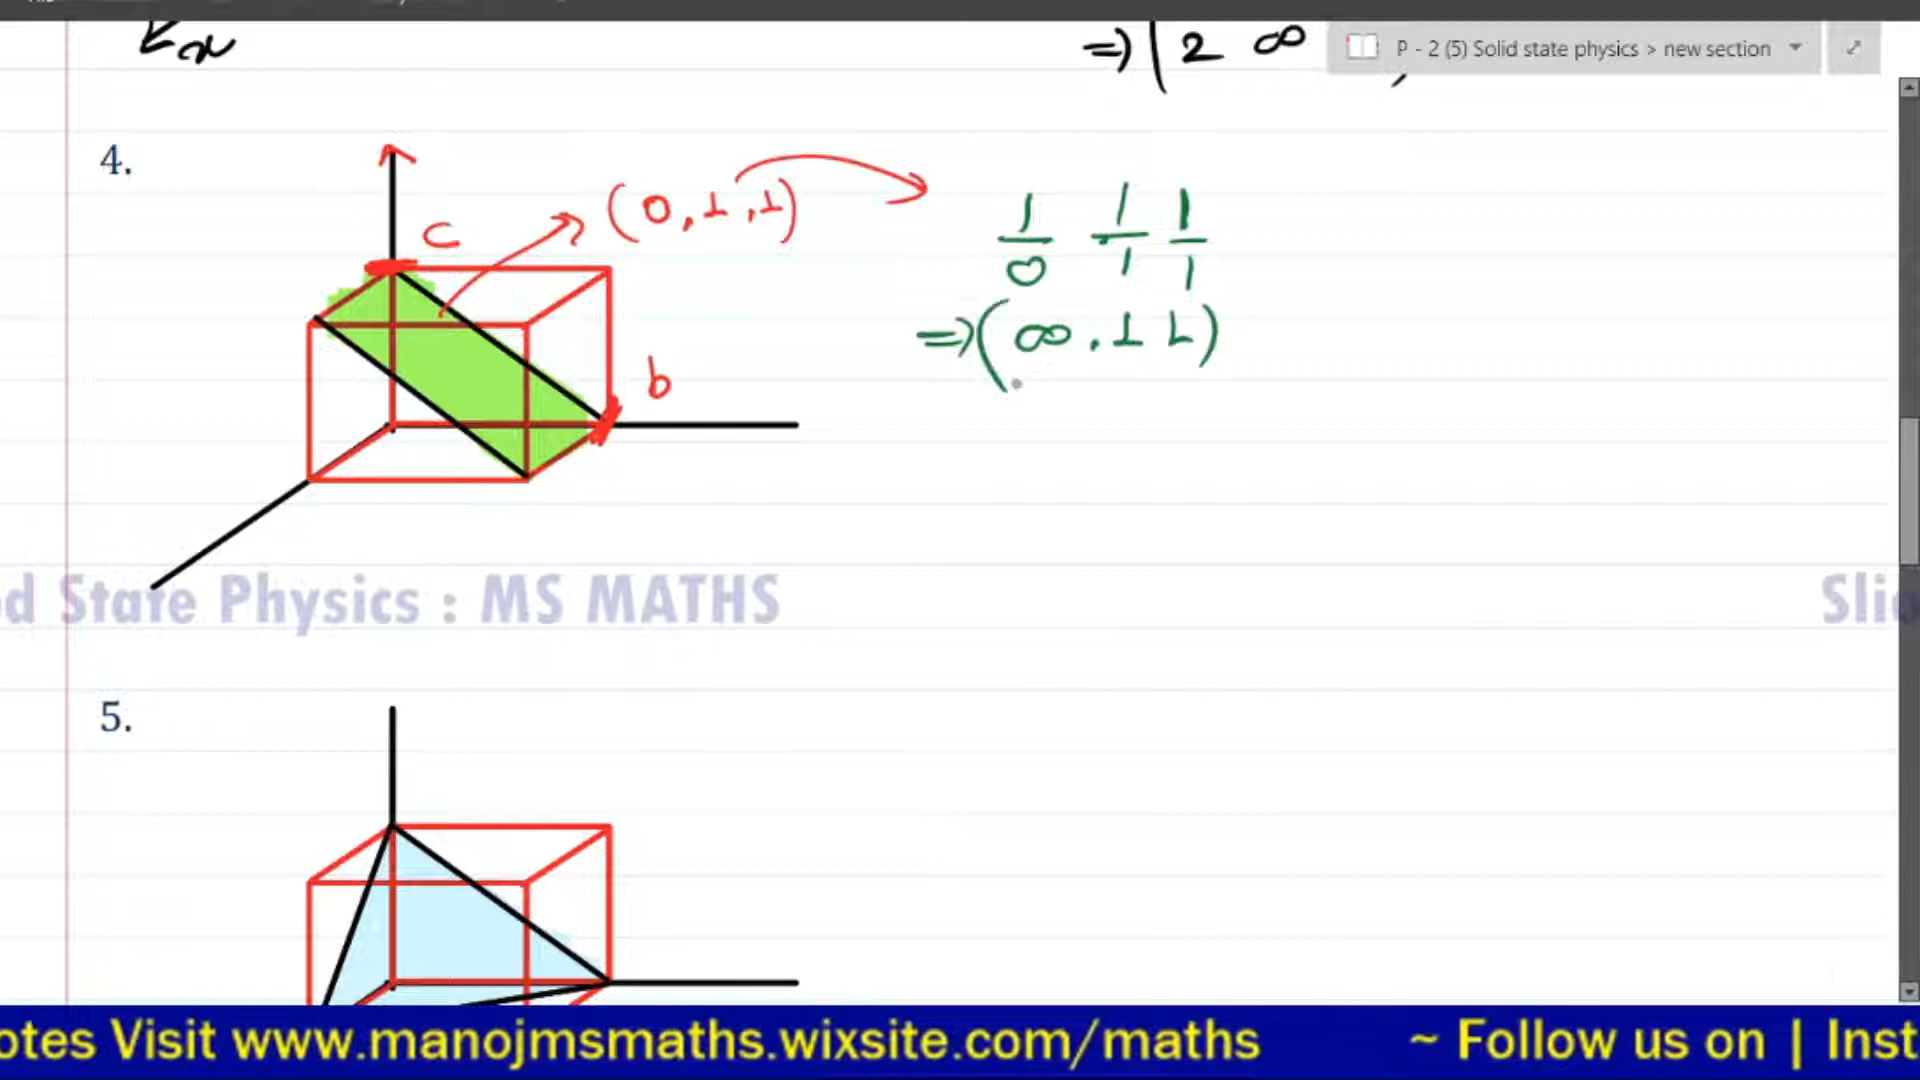 x
=> ( 2 ∞
P - 2 (5) Solid state physics > new section
4.
c
(0, 1, 1)
1/0 1/1 1/1
=> (∞, 1 1)
b
d State Physics : MS MATHS
Slid
5.
otes Visit www.manojmsmaths.wixsite.com/maths ~ Follow us on | Inst